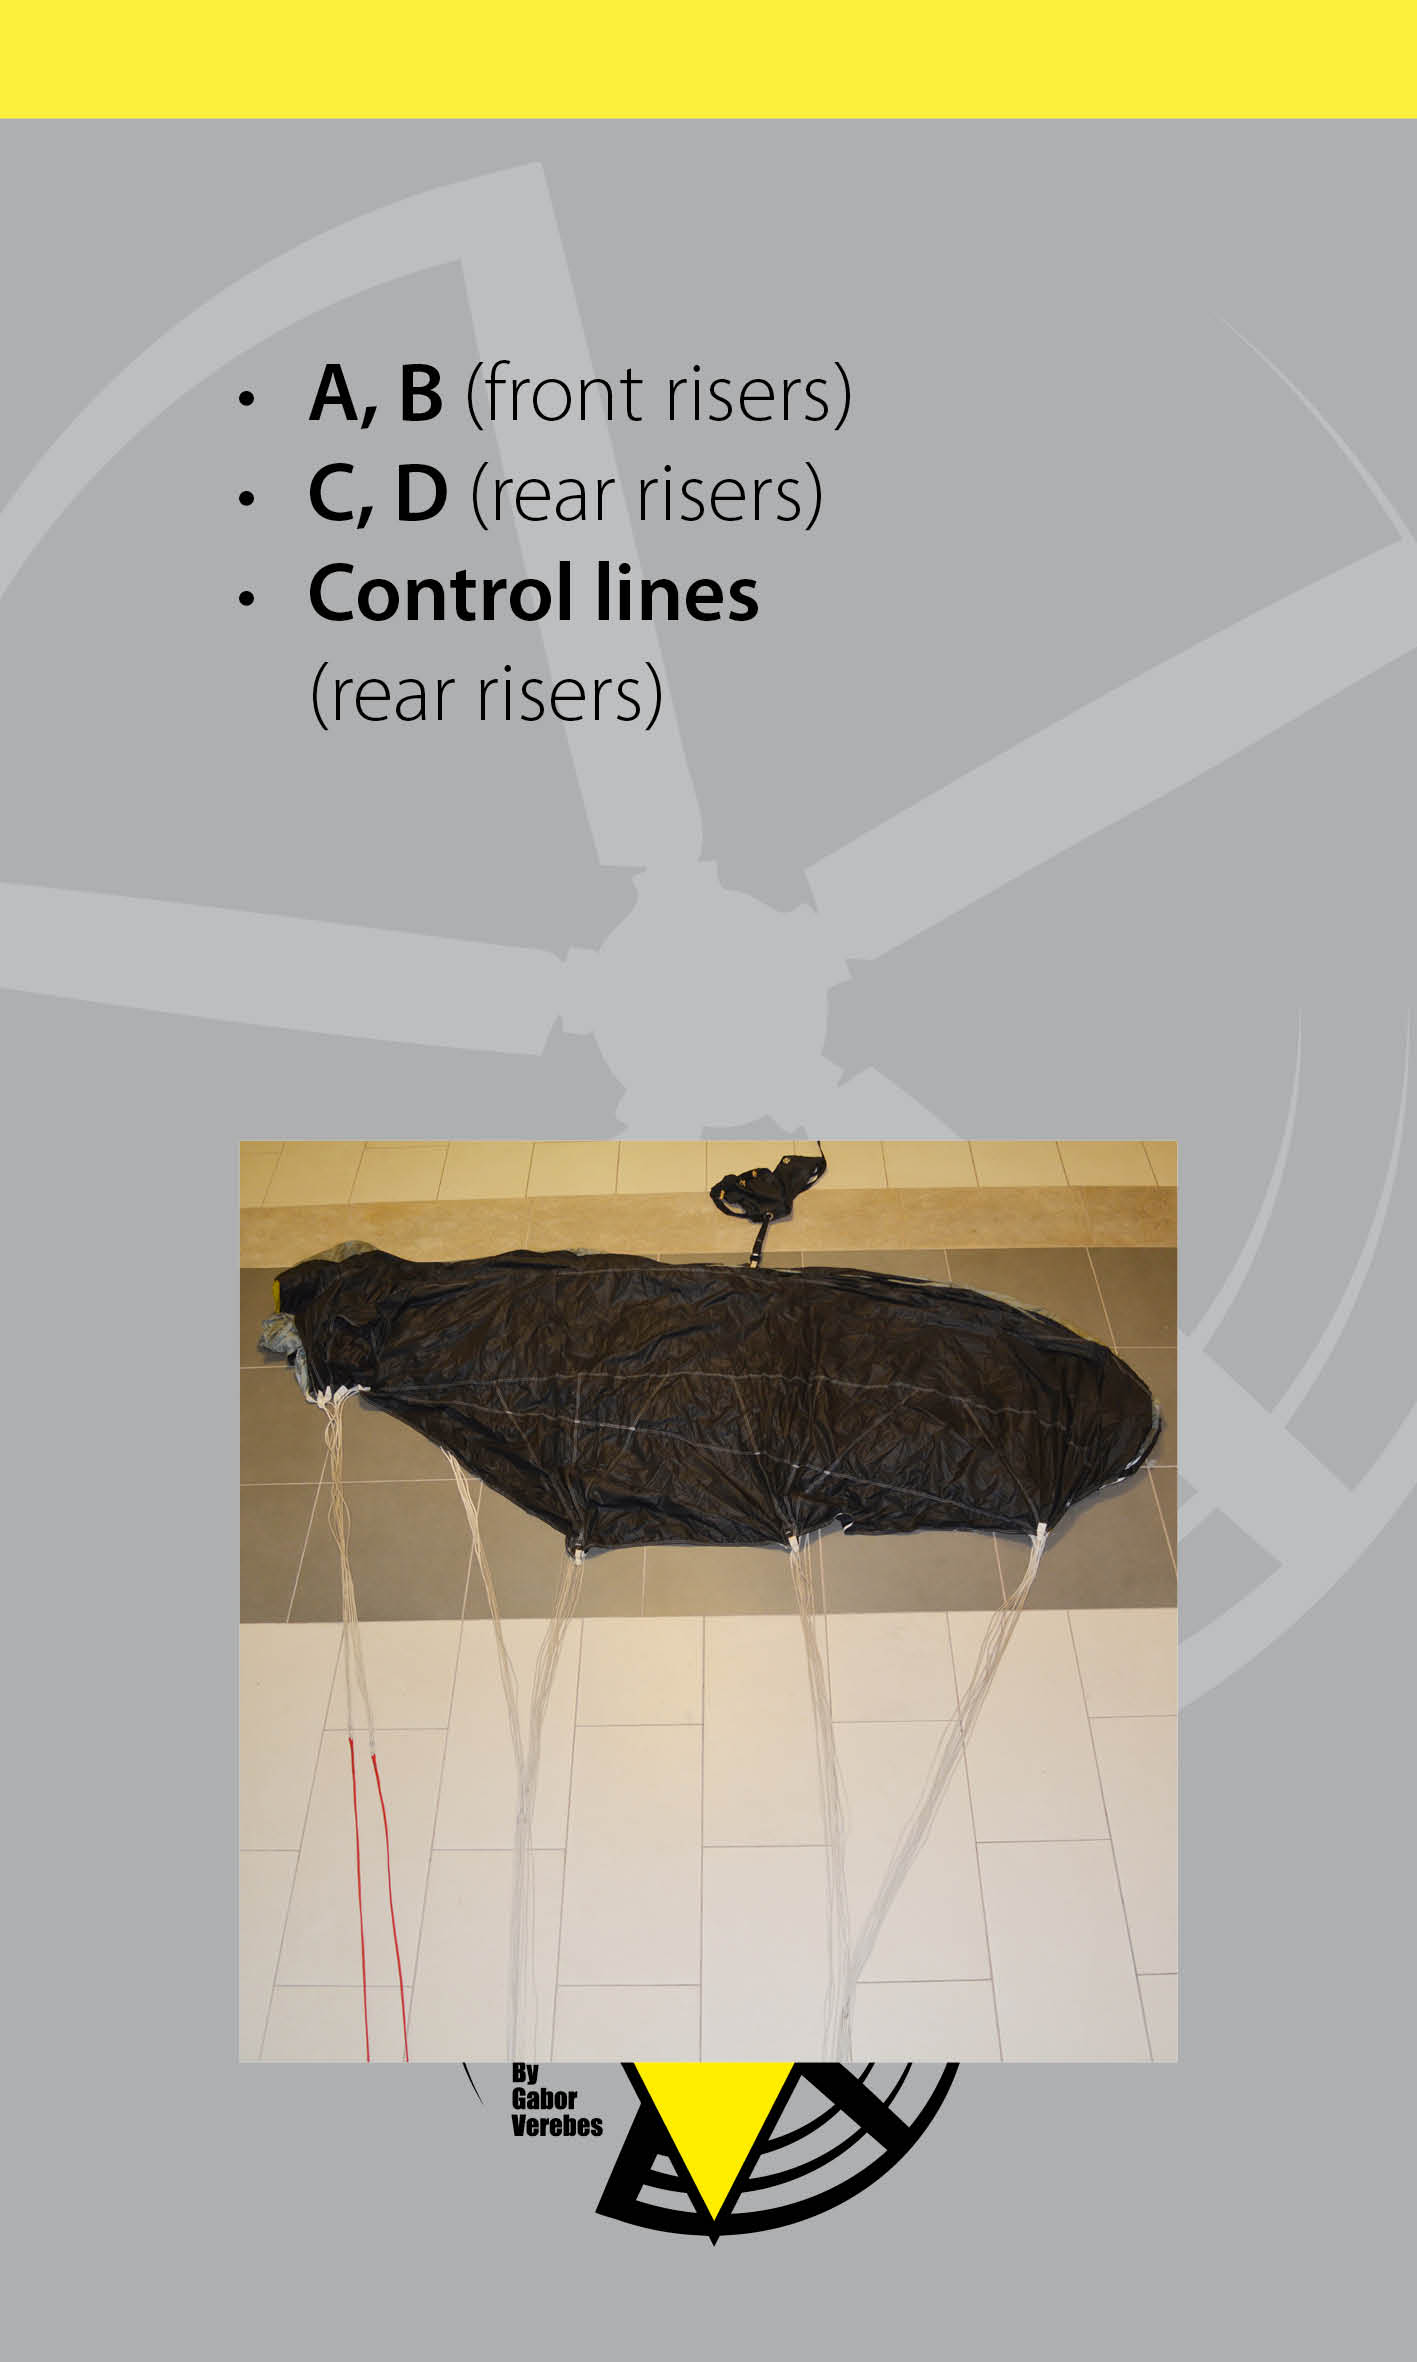 • A, B (front risers)
• C, D (rear risers)
• Control lines
(rear risers)
By
Gabor
Verebes